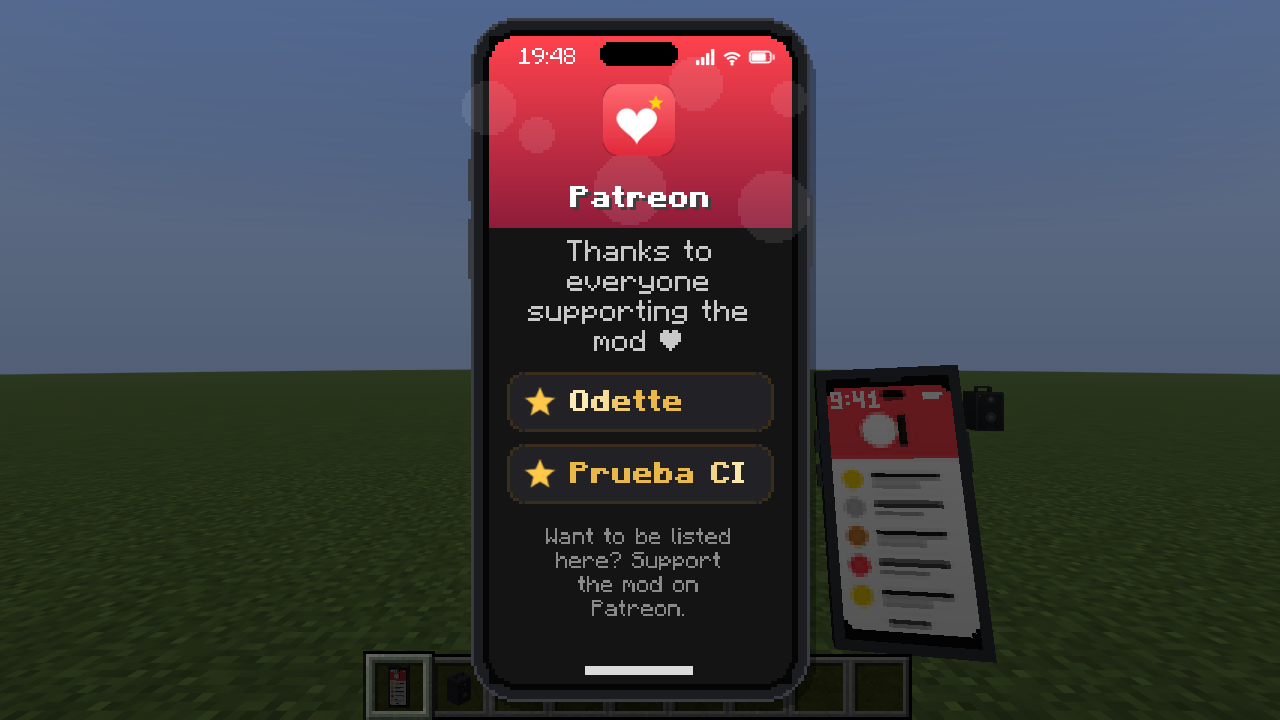 19:48
Patreon
Thanks to
everyone
supporting the
mod ♥
Odette
Prueba CI
Want to be listed
here? Support
the mod on
Patreon.
9:41